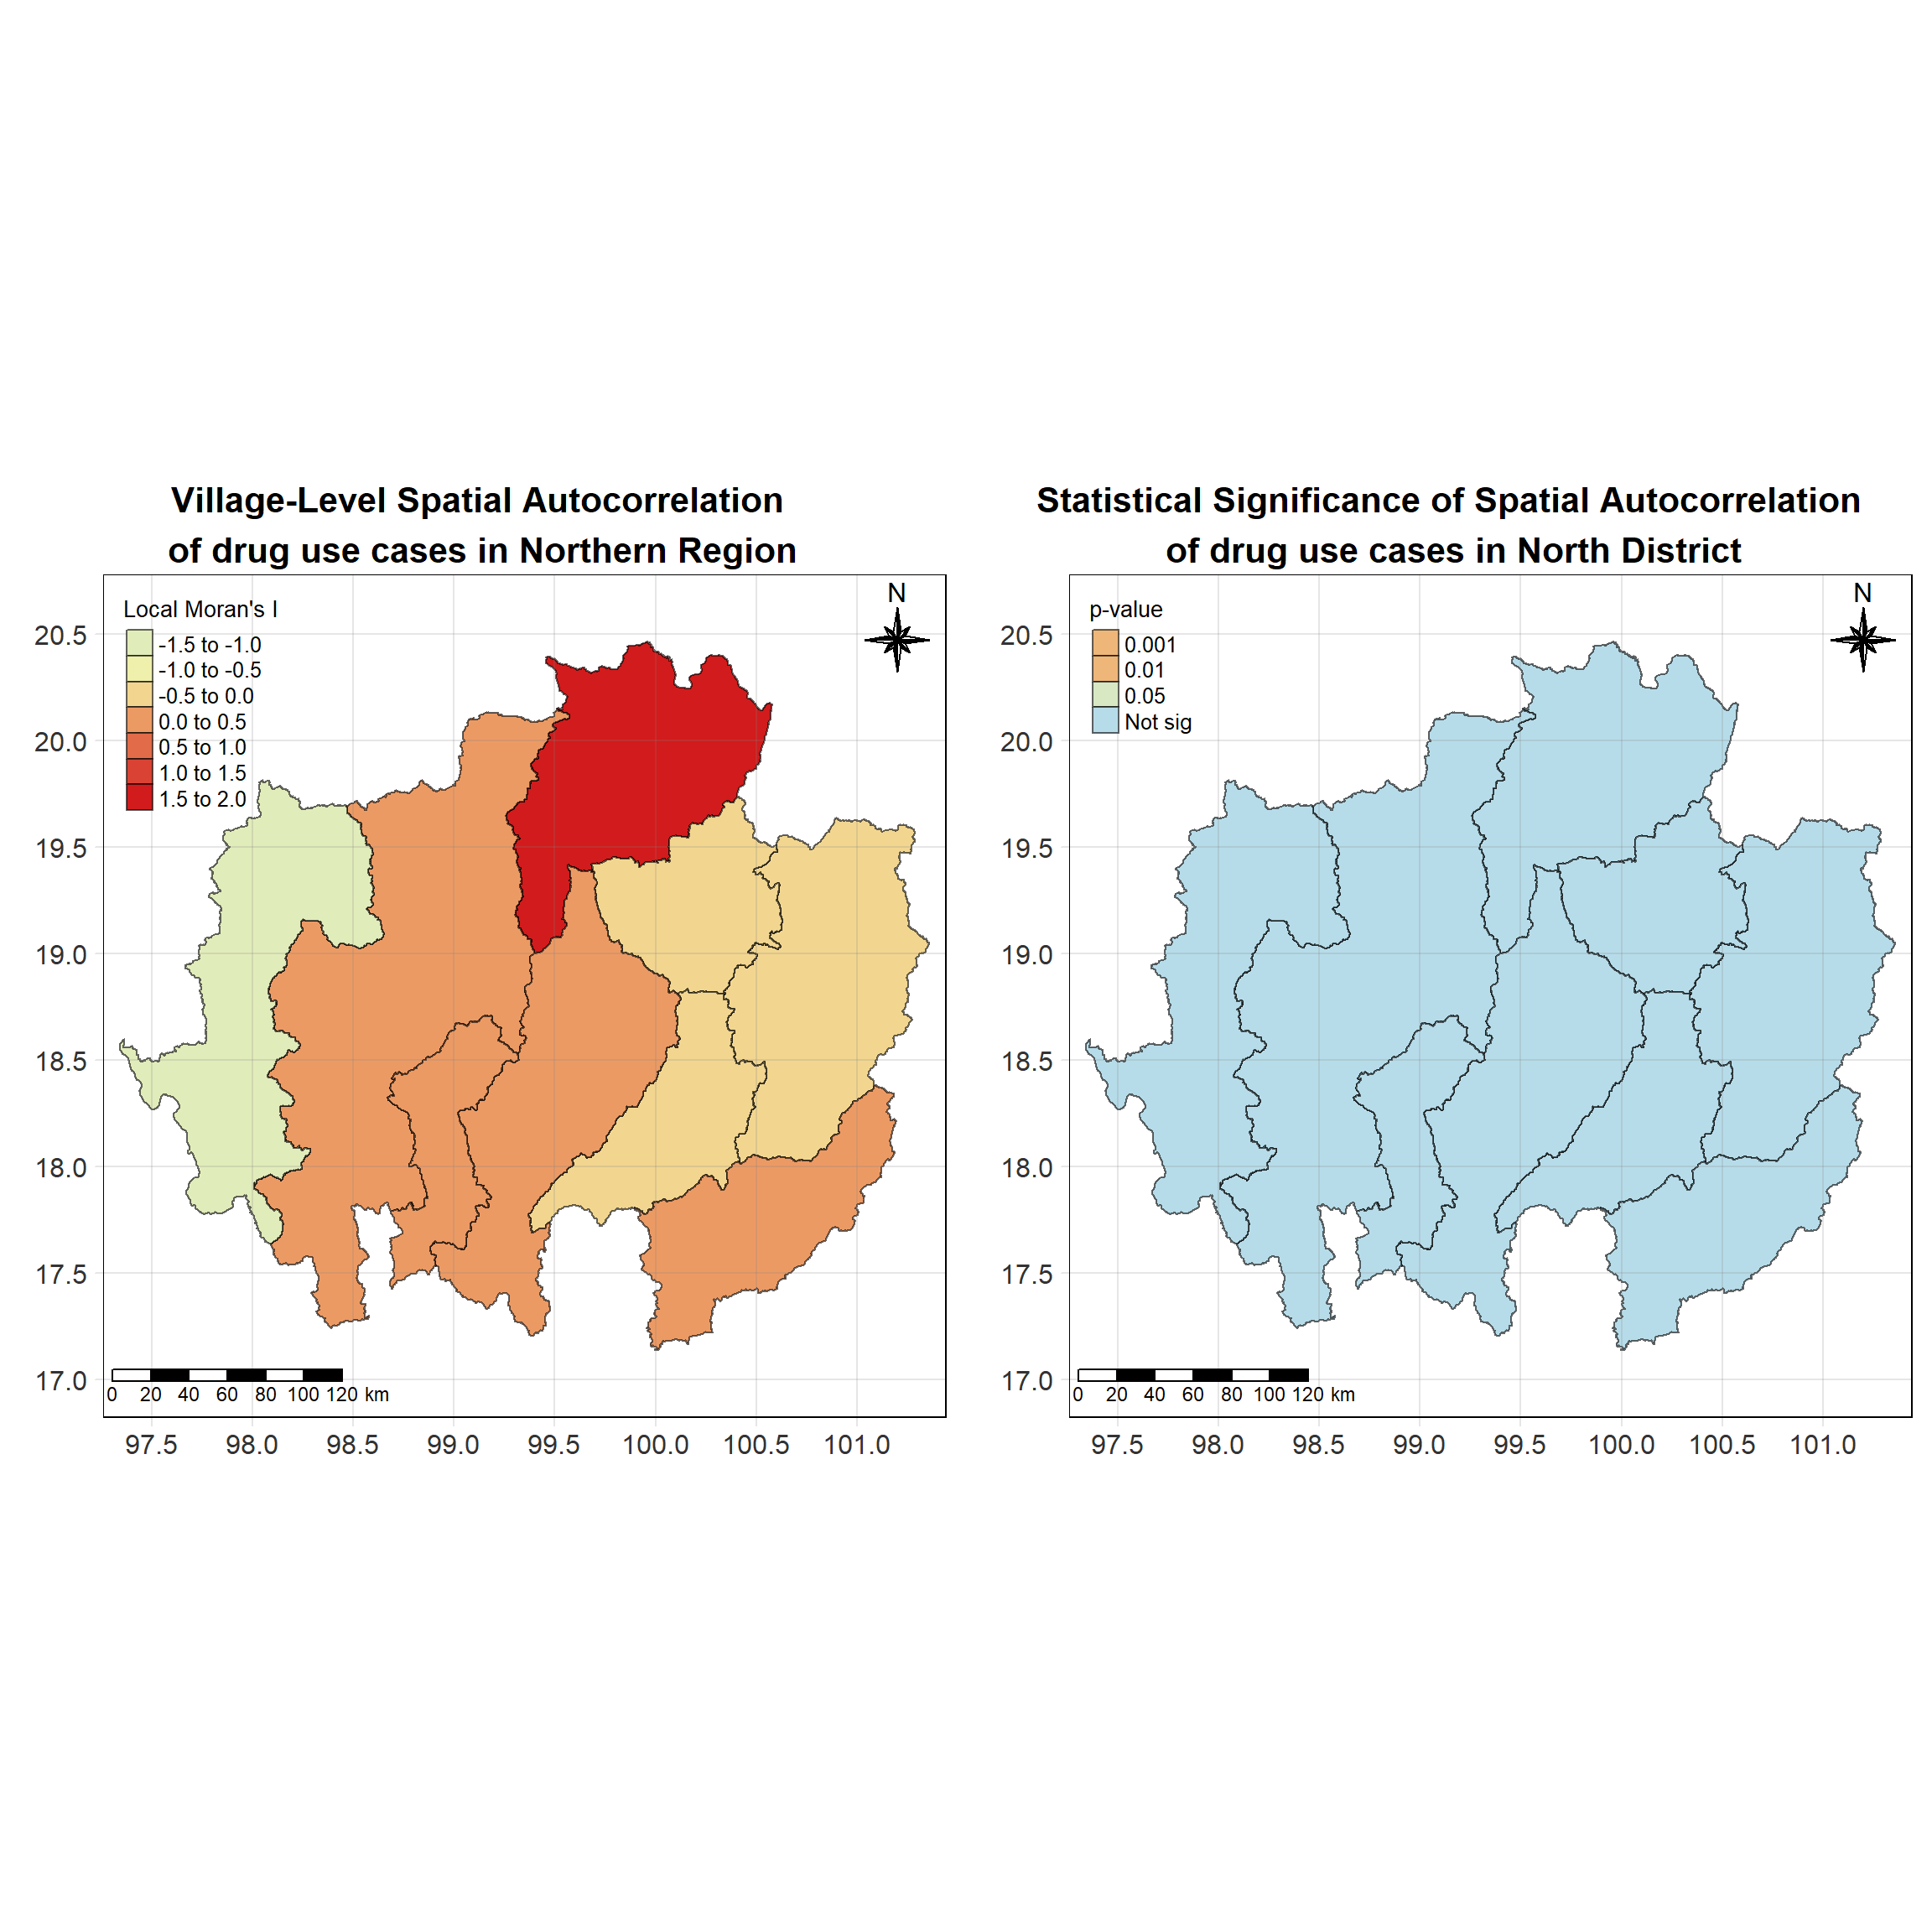 Village-Level Spatial Autocorrelation
of drug use cases in Northern Region
Local Moran's I
-1.5 to -1.0
-1.0 to -0.5
-0.5 to 0.0
0.0 to 0.5
0.5 to 1.0
1.0 to 1.5
1.5 to 2.0
N
20.5
20.0
19.5
19.0
18.5
18.0
17.5
17.0
0 20 40 60 80 100 120 km
97.5 98.0 98.5 99.0 99.5 100.0 100.5 101.0
Statistical Significance of Spatial Autocorrelation
of drug use cases in North District
p-value
0.001
0.01
0.05
Not sig
N
20.5
20.0
19.5
19.0
18.5
18.0
17.5
17.0
0 20 40 60 80 100 120 km
97.5 98.0 98.5 99.0 99.5 100.0 100.5 101.0